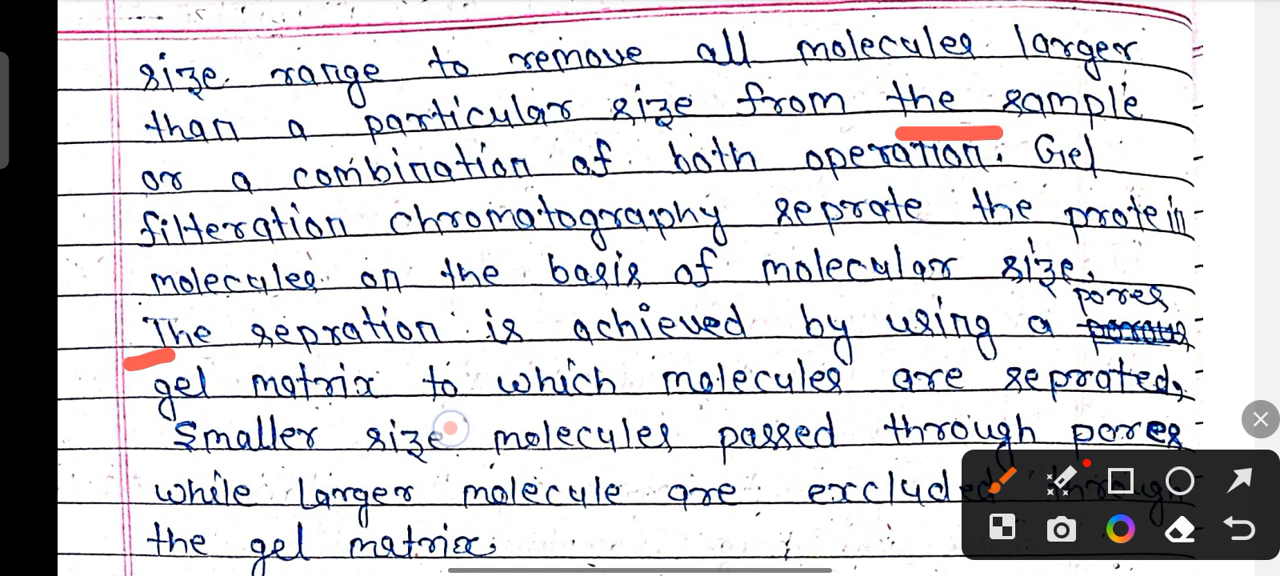 size range to remove all molecules larger
than a particular size from the sample
or a combination of both operation. Gel
filteration chromatography seprate the protein
molecules on the basis of molecular size.
pores
The sepration is achieved by using a porous
gel matrix to which molecules are seprated.
Smaller size molecules passed through pores
while larger molecule are excluded through
the gel matrix.